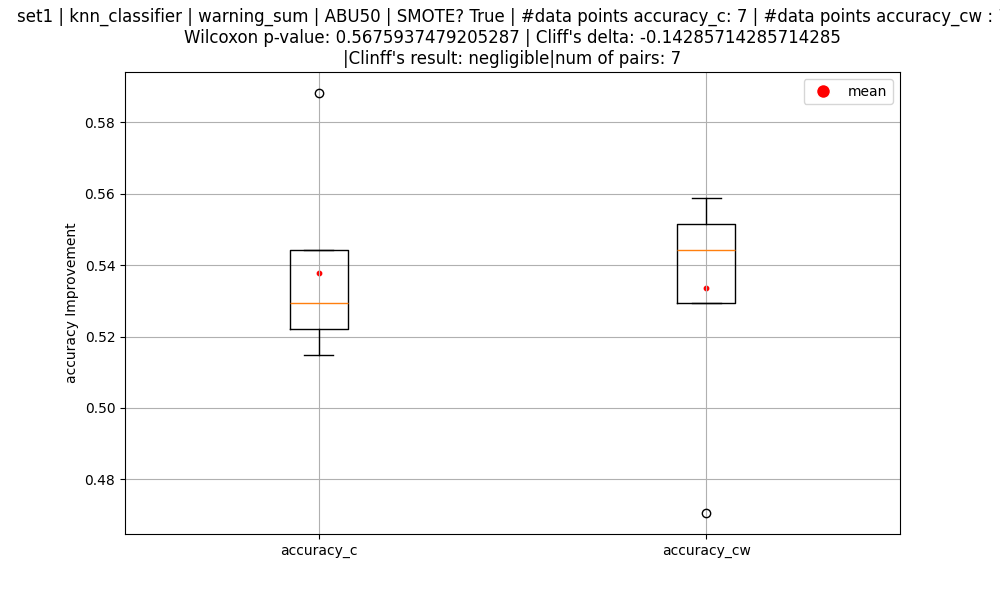 set1 | knn_classifier | warning_sum | ABU50 | SMOTE? True | #data points accuracy_c: 7 | #data points accuracy_cw :
Wilcoxon p-value: 0.5675937479205287 | Cliff's delta: -0.14285714285714285
|Clinff's result: negligible|num of pairs: 7
mean
0.58
0.56
0.54
0.52
0.50
0.48
accuracy Improvement
accuracy_c
accuracy_cw